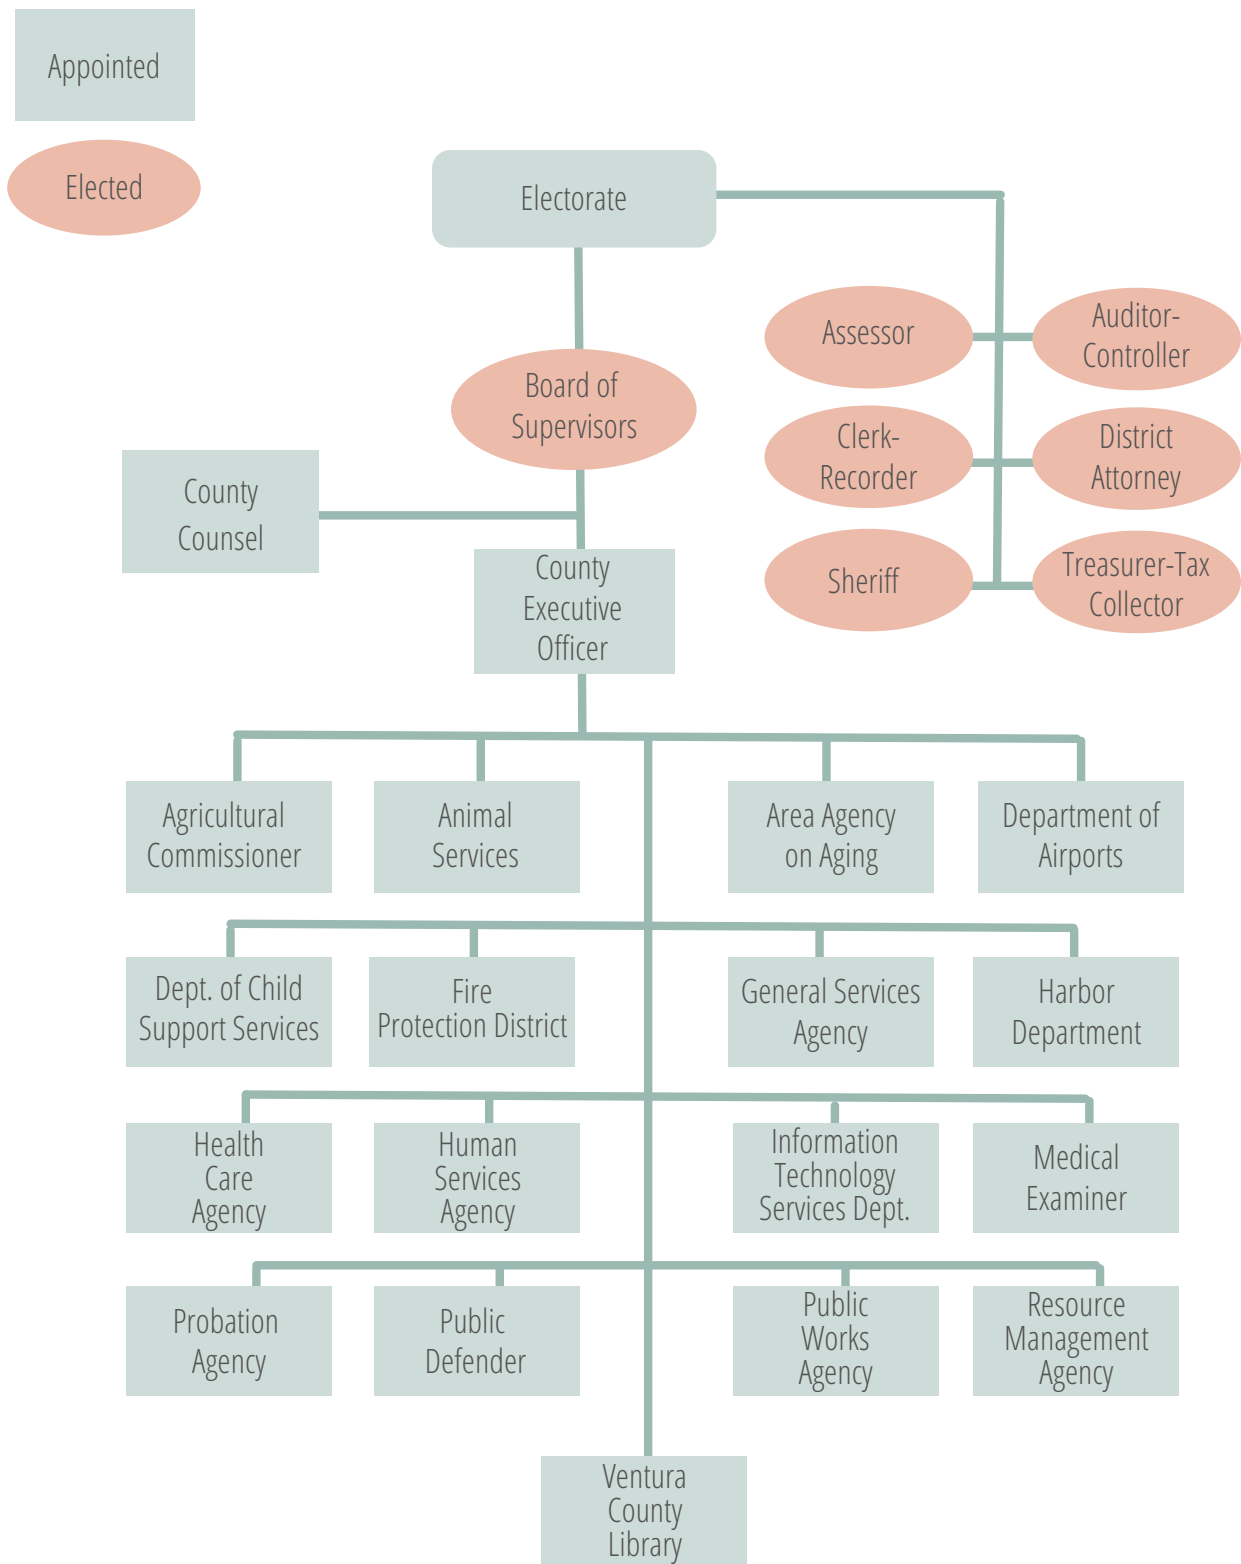 Appointed
Elected
Electorate
Assessor
Auditor-
Controller
Board of
Supervisors
Clerk-
Recorder
District
Attorney
County
Counsel
County
Executive
Officer
Sheriff
Treasurer-Tax
Collector
Agricultural
Commissioner
Animal
Services
Area Agency
on Aging
Department of
Airports
Dept. of Child
Support Services
Fire
Protection District
General Services
Agency
Harbor
Department
Health
Care
Agency
Human
Services
Agency
Information
Technology
Services Dept.
Medical
Examiner
Probation
Agency
Public
Defender
Public
Works
Agency
Resource
Management
Agency
Ventura
County
Library